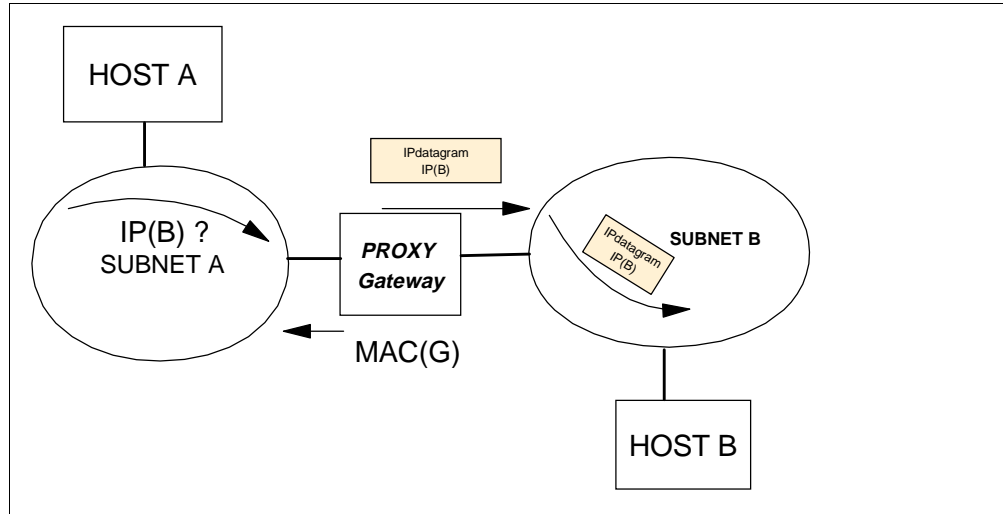 HOST A
IPdatagram
IP(B)
IP(B) ?
SUBNET A
PROXY
Gateway
MAC(G)
IPdatagram
IP(B)
SUBNET B
HOST B